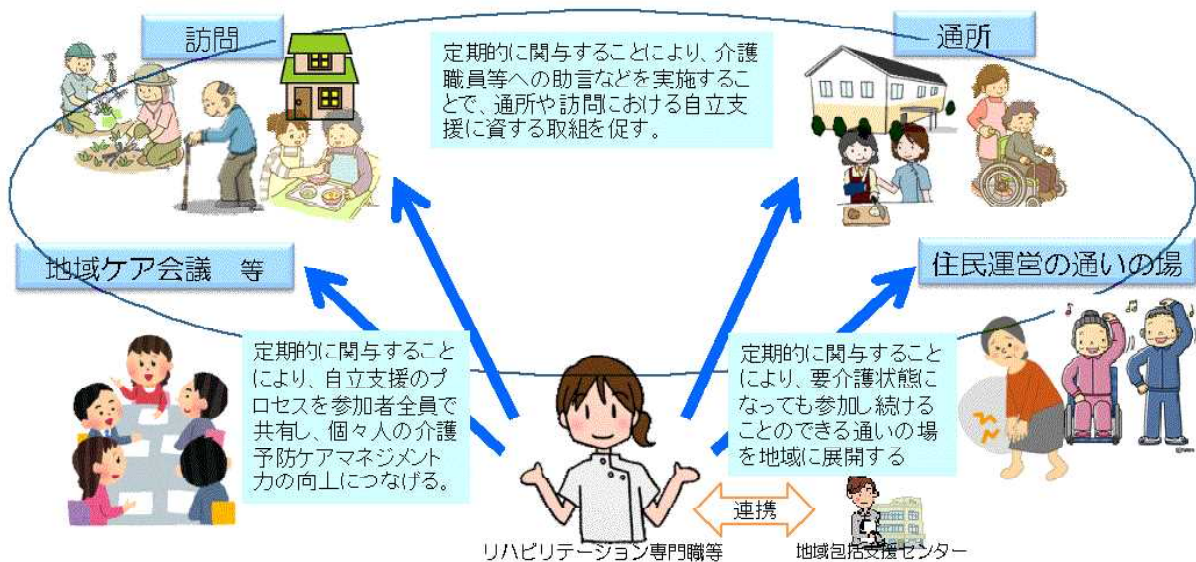 訪問
定期的に関与することにより、介護
職員等への助言などを実施するこ
とで、通所や訪問における自立支
援に資する取組を促す。
通所
地域ケア会議　等
住民運営の通いの場
定期的に関与すること
により、自立支援のプ
ロセスを参加者全員で
共有し、個々人の介護
予防ケアマネジメント
力の向上につなげる。
定期的に関与すること
により、要介護状態に
なっても参加し続ける
ことのできる通いの場
を地域に展開する
連携
リハビリテーション専門職等
地域包括支援センター